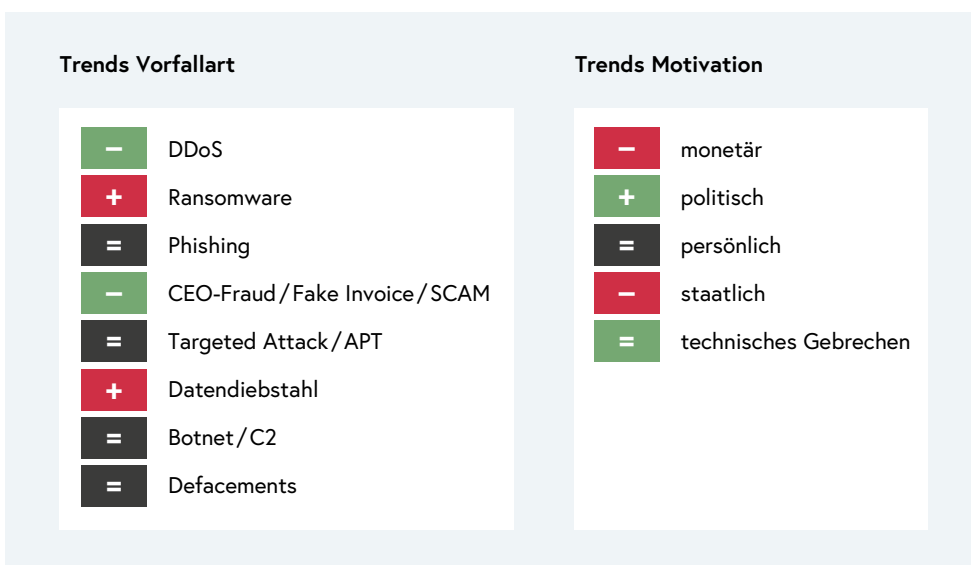 Trends Vorfallart
– DDoS
+ Ransomware
= Phishing
– CEO-Fraud/Fake Invoice/SCAM
= Targeted Attack/APT
+ Datendiebstahl
= Botnet/C2
= Defacements
Trends Motivation
– monetär
+ politisch
= persönlich
– staatlich
= technisches Gebrechen